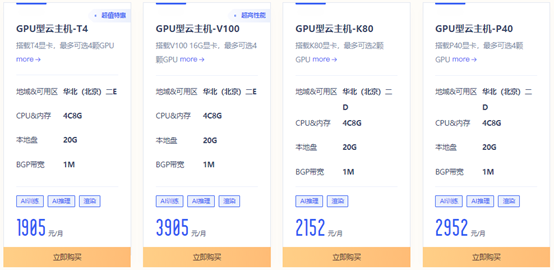 超值特惠
GPU型云主机-T4
搭载T4显卡，最多可选4颗GPU
more →
地域&可用区 华北（北京）二E
CPU&内存 4C8G
本地盘 20G
BGP带宽 1M
AI训练 AI推理 渲染
1905 元/月
立即购买
超高性能
GPU型云主机-V100
搭载V100 16G显卡，最多可选4
颗GPU more →
地域&可用区 华北（北京）二E
CPU&内存 4C8G
本地盘 20G
BGP带宽 1M
AI训练 AI推理 渲染
3905 元/月
立即购买
GPU型云主机-K80
搭载K80显卡，最多可选2颗
GPU more →
地域&可用区 华北（北京）二
D
CPU&内存 4C8G
本地盘 20G
BGP带宽 1M
AI训练 AI推理 渲染
2152 元/月
立即购买
GPU型云主机-P40
搭载P40显卡，最多可选4颗
GPU more →
地域&可用区 华北（北京）二
D
CPU&内存 4C8G
本地盘 20G
BGP带宽 1M
AI训练 AI推理 渲染
2952 元/月
立即购买